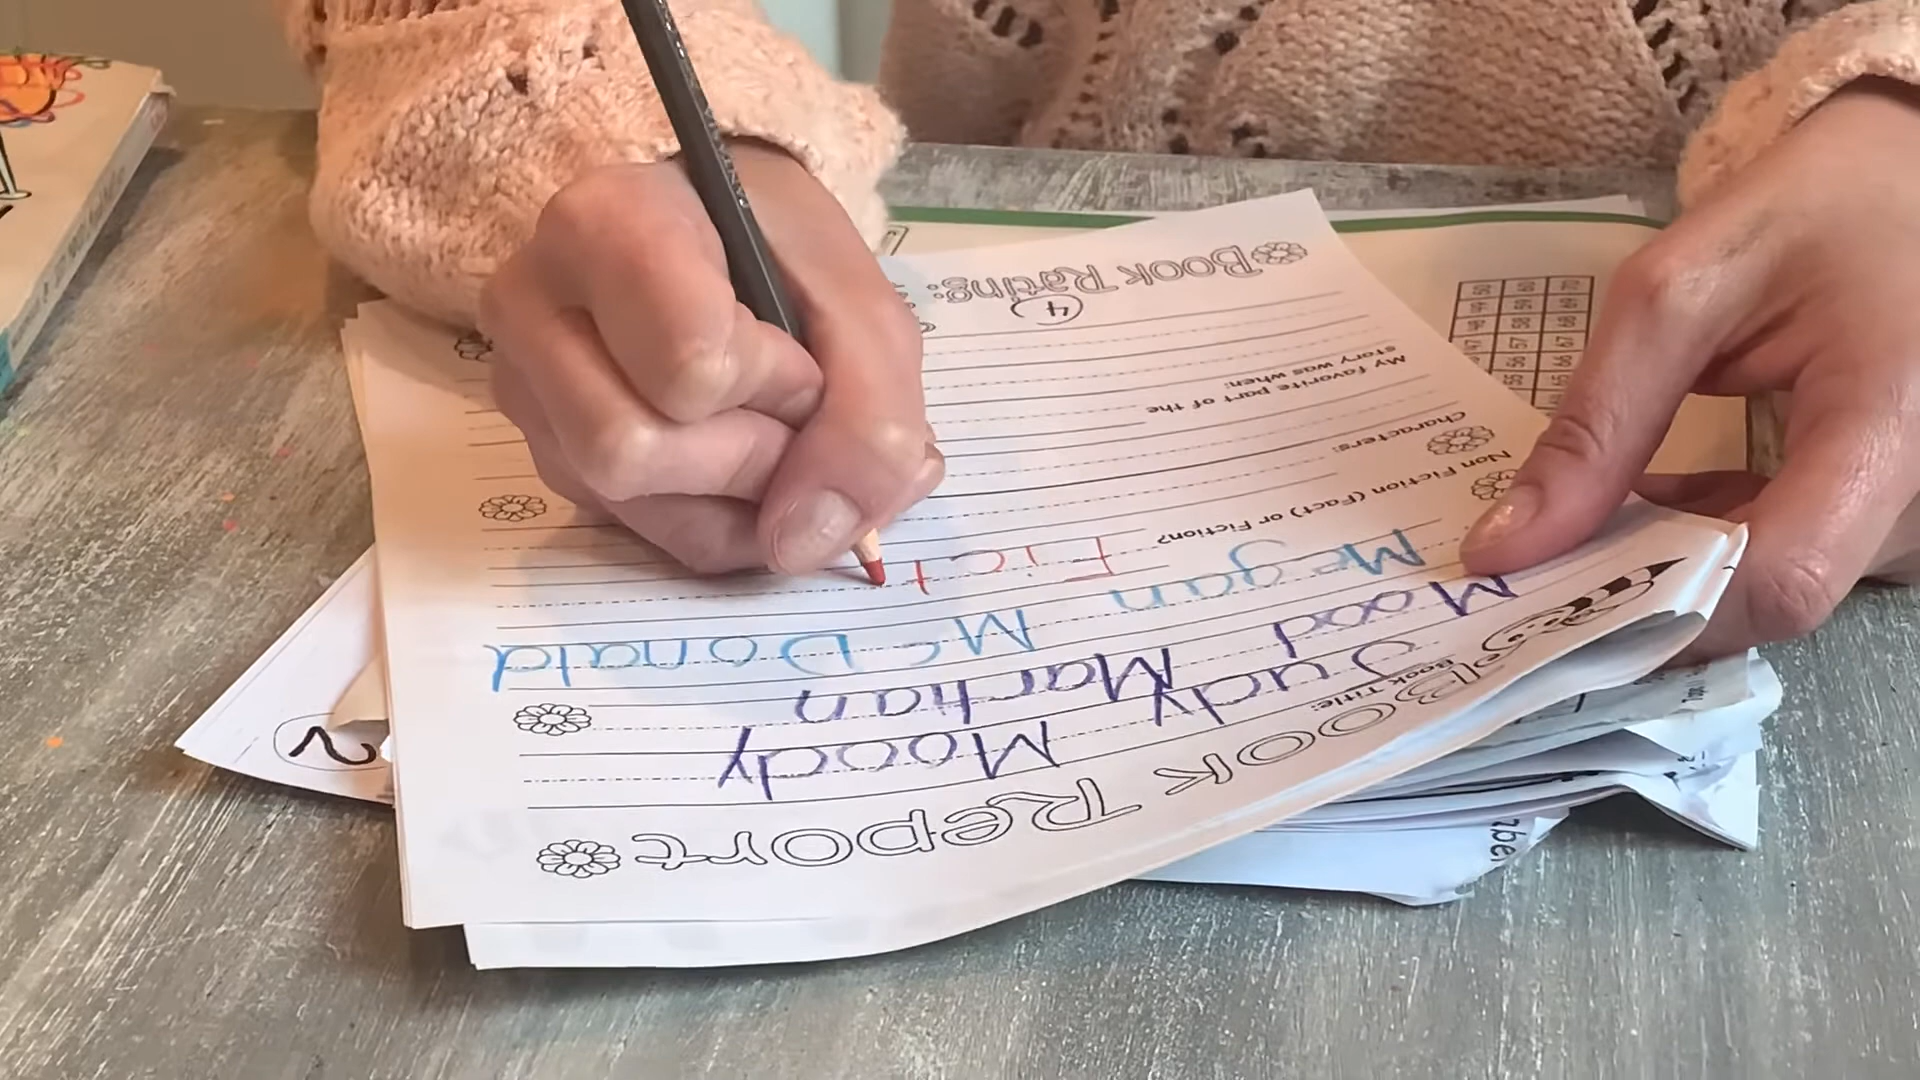 Book Report
Book Title:
Judy Moody
Mood Martian
Megan McDonald
Non Fiction (Fact) or Fiction? Fict
Characters:
My favorite part of the
story was when:
4
Book Rating:
2